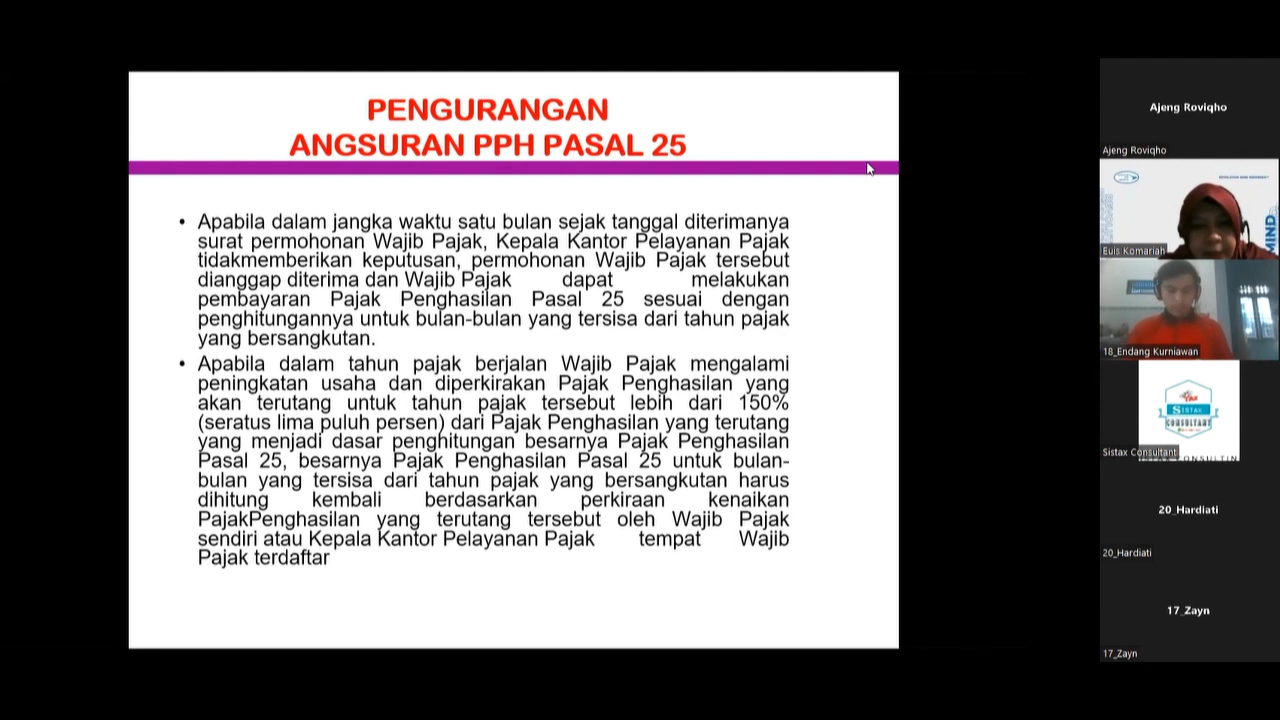 PENGURANGAN
ANGSURAN PPH PASAL 25
• Apabila dalam jangka waktu satu bulan sejak tanggal diterimanya
surat permohonan Wajib Pajak, Kepala Kantor Pelayanan Pajak
tidakmemberikan keputusan, permohonan Wajib Pajak tersebut
dianggap diterima dan Wajib Pajak dapat melakukan
pembayaran Pajak Penghasilan Pasal 25 sesuai dengan
penghitungannya untuk bulan-bulan yang tersisa dari tahun pajak
yang bersangkutan.
• Apabila dalam tahun pajak berjalan Wajib Pajak mengalami
peningkatan usaha dan diperkirakan Pajak Penghasilan yang
akan terutang untuk tahun pajak tersebut lebih dari 150%
(seratus lima puluh persen) dari Pajak Penghasilan yang terutang
yang menjadi dasar penghitungan besarnya Pajak Penghasilan
Pasal 25, besarnya Pajak Penghasilan Pasal 25 untuk bulan-
bulan yang tersisa dari tahun pajak yang bersangkutan harus
dihitung kembali berdasarkan perkiraan kenaikan
PajakPenghasilan yang terutang tersebut oleh Wajib Pajak
sendiri atau Kepala Kantor Pelayanan Pajak tempat Wajib
Pajak terdaftar
Ajeng Roviqho
Ajeng Roviqho
MIND
Euis Komariah
18_Endang Kurniawan
TAX
SISTAX
CONSULTANT
Sistax Consultant
20_Hardiati
20_Hardiati
17_Zayn
17_Zayn